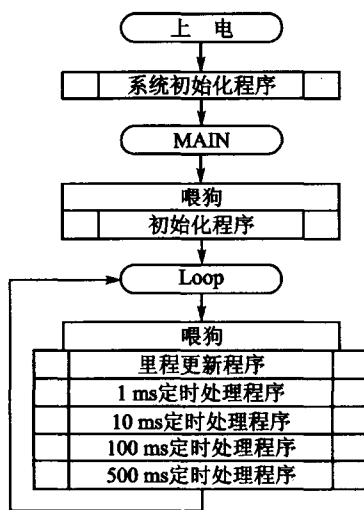 上 电
系统初始化程序
MAIN
喂狗
初始化程序
Loop
喂狗
里程更新程序
1 ms定时处理程序
10 ms定时处理程序
100 ms定时处理程序
500 ms定时处理程序